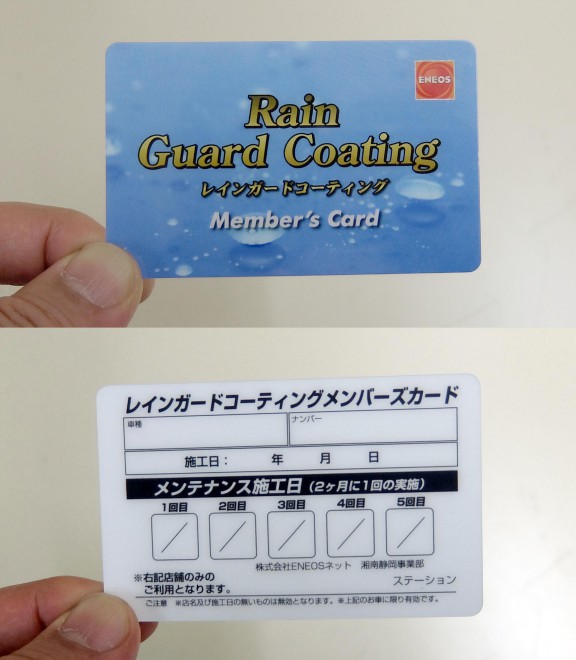 ENEOS
Rain
Guard Coating
レインガードコーティング
Member's Card
レインガードコーティングメンバーズカード
車種 ナンバー
施工日： 年 月 日
メンテナンス施工日（2ヶ月に1回の実施）
1回目 2回目 3回目 4回目 5回目
株式会社ENEOSネット 湘南静岡事業部
※右記店舗のみの
ご利用となります。
ステーション
ご注意 ※店名及び施工日の無いものは無効となります。※上記のお車に限り有効です。